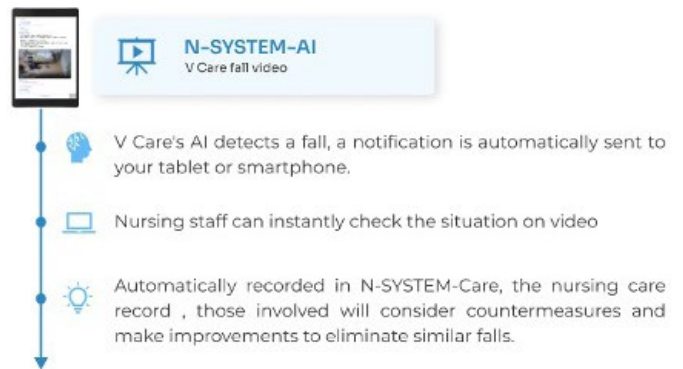 N-SYSTEM-AI
V Care fall video
V Care's AI detects a fall, a notification is automatically sent to
your tablet or smartphone.
Nursing staff can instantly check the situation on video
Automatically recorded in N-SYSTEM-Care, the nursing care
record , those involved will consider countermeasures and
make improvements to eliminate similar falls.